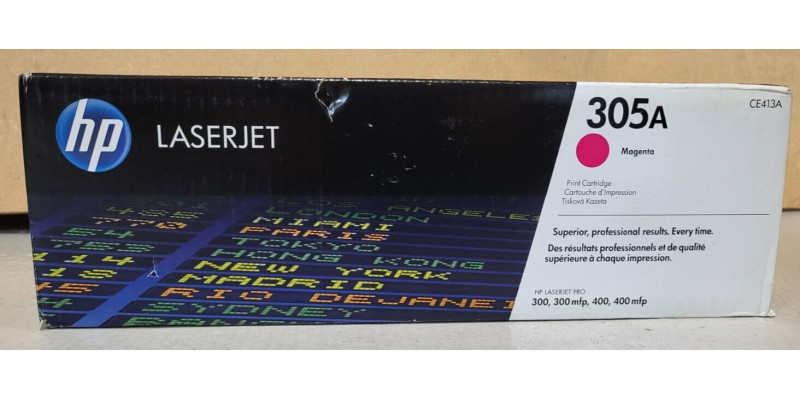 hp
LASERJET
305A
CE413A
Magenta
Print Cartridge
Cartouche d'Impression
Tisková Kazeta
Superior, professional results. Every time.
Des résultats professionnels et de qualité
supérieure à chaque impression.
HP LASERJET PRO
300, 300 mfp, 400, 400 mfp
LOS ANGELE
LONDON
MIAMI
PARIS
TOKYO
HONG KONG
NEW YORK
MADRID
RIO DEJANEI
SYDNEY